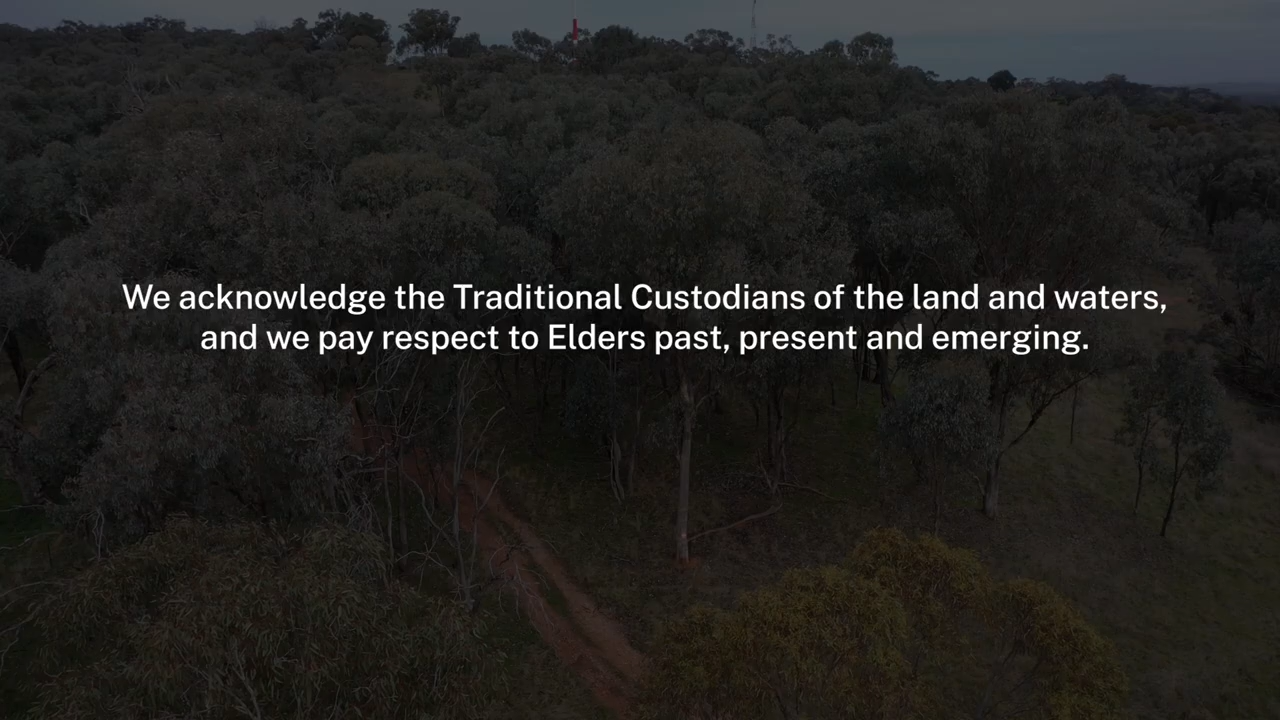 We acknowledge the Traditional Custodians of the land and waters,
and we pay respect to Elders past, present and emerging.